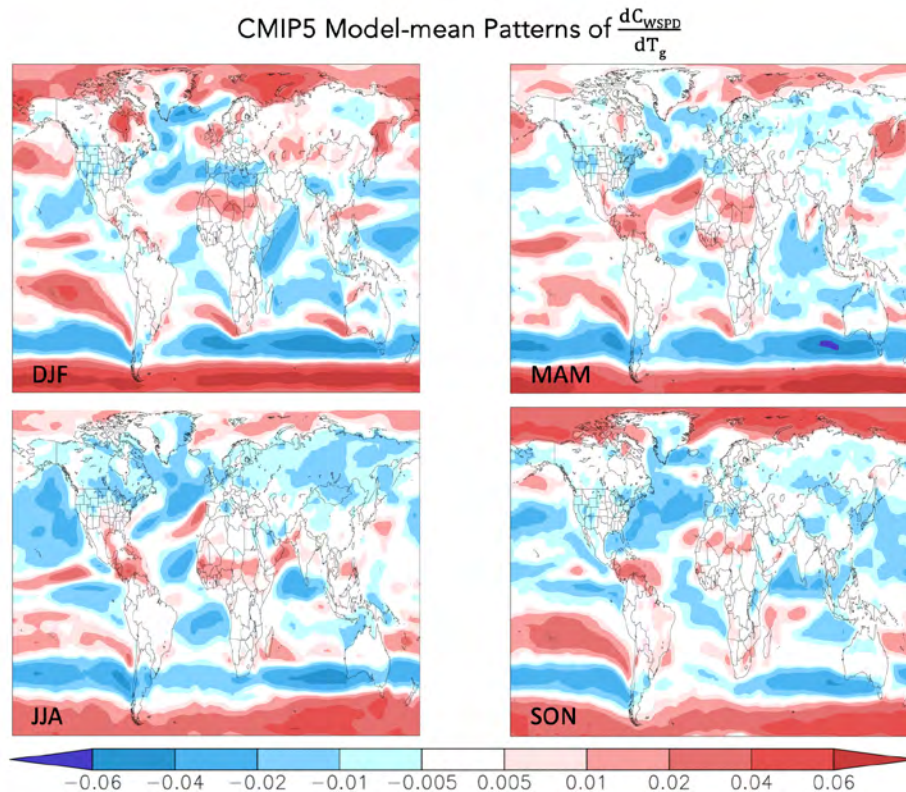 CMIP5 Model-mean Patterns of dC_WSPD/dT_g
DJF
MAM
JJA
SON
−0.06 −0.04 −0.02 −0.01 −0.005 0.005 0.01 0.02 0.04 0.06